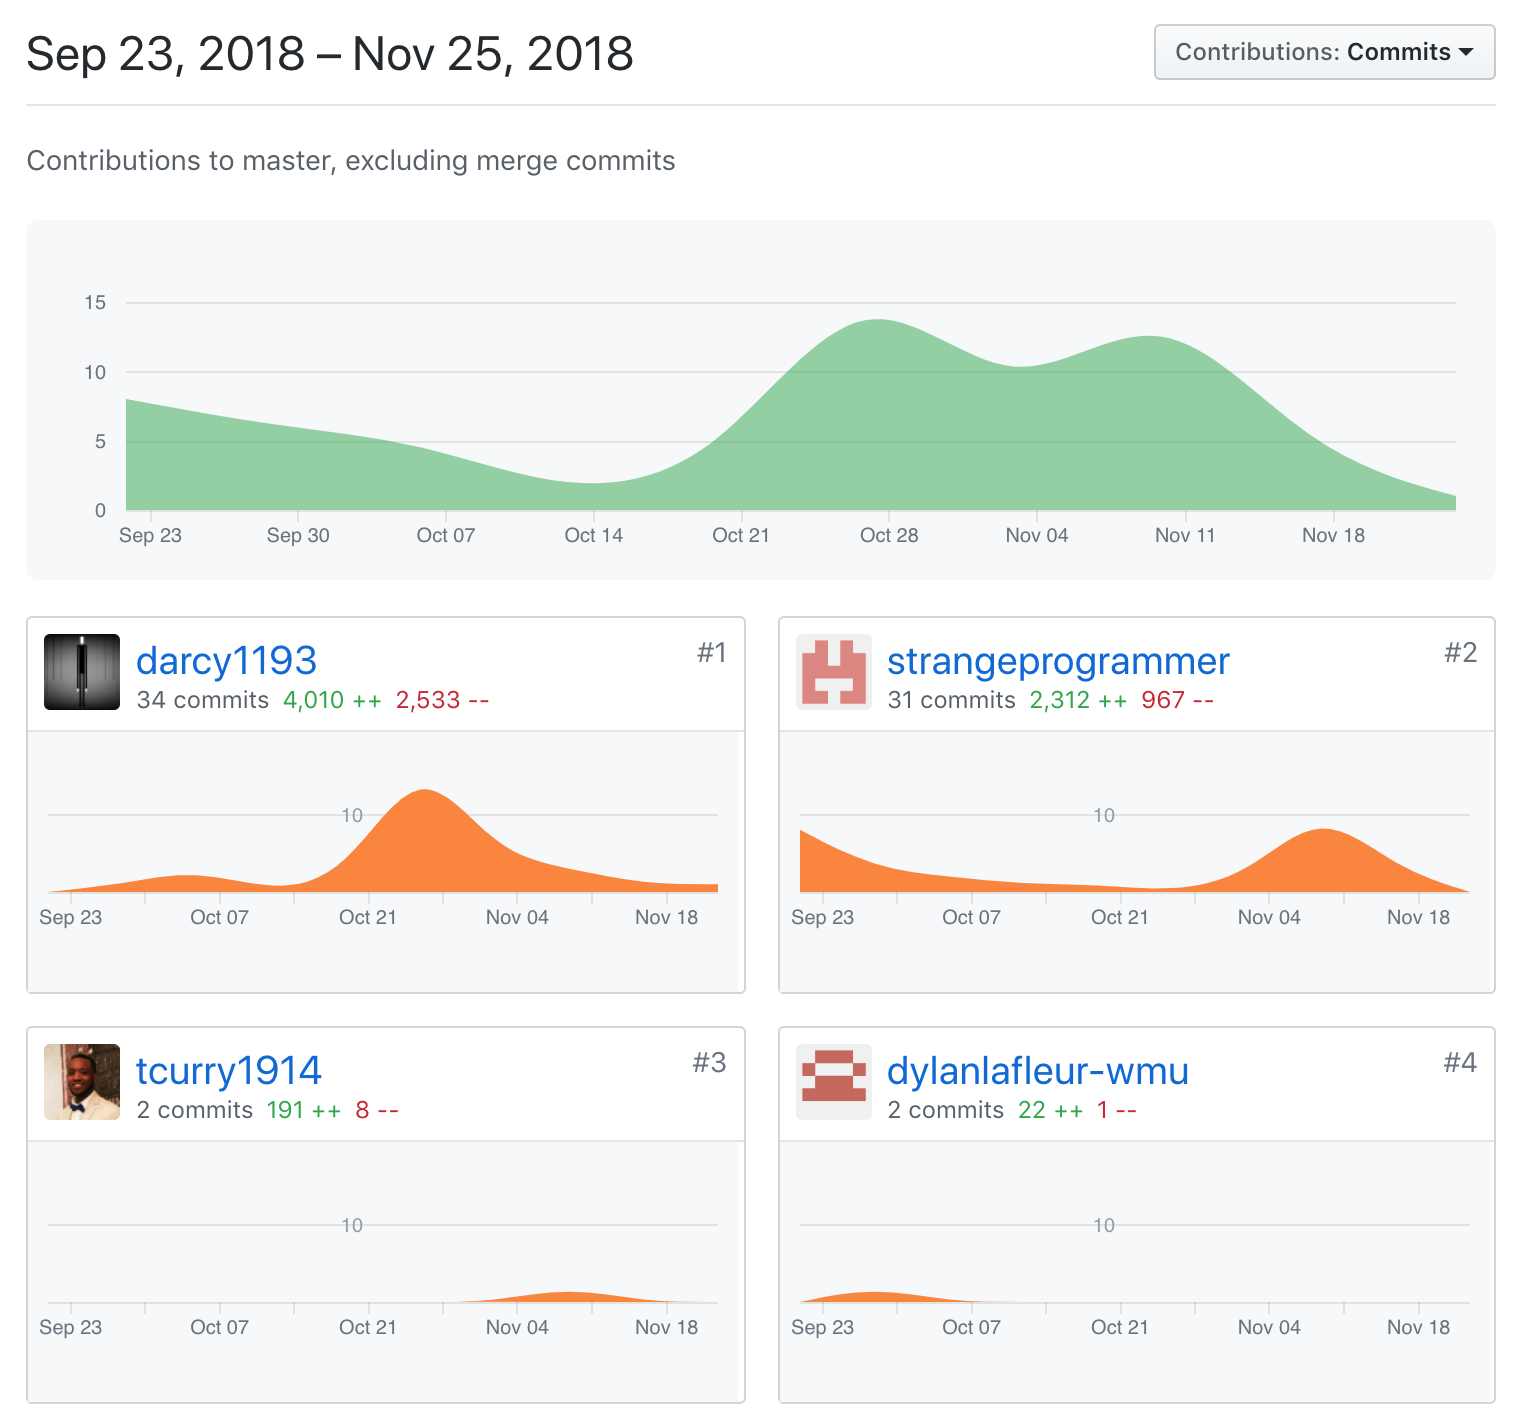 Sep 23, 2018 – Nov 25, 2018
Contributions: Commits
Contributions to master, excluding merge commits
15
10
5
0
Sep 23 Sep 30 Oct 07 Oct 14 Oct 21 Oct 28 Nov 04 Nov 11 Nov 18
darcy1193 #1
34 commits 4,010 ++ 2,533 --
10
Sep 23 Oct 07 Oct 21 Nov 04 Nov 18
strangeprogrammer #2
31 commits 2,312 ++ 967 --
10
Sep 23 Oct 07 Oct 21 Nov 04 Nov 18
tcurry1914 #3
2 commits 191 ++ 8 --
10
Sep 23 Oct 07 Oct 21 Nov 04 Nov 18
dylanlafleur-wmu #4
2 commits 22 ++ 1 --
10
Sep 23 Oct 07 Oct 21 Nov 04 Nov 18